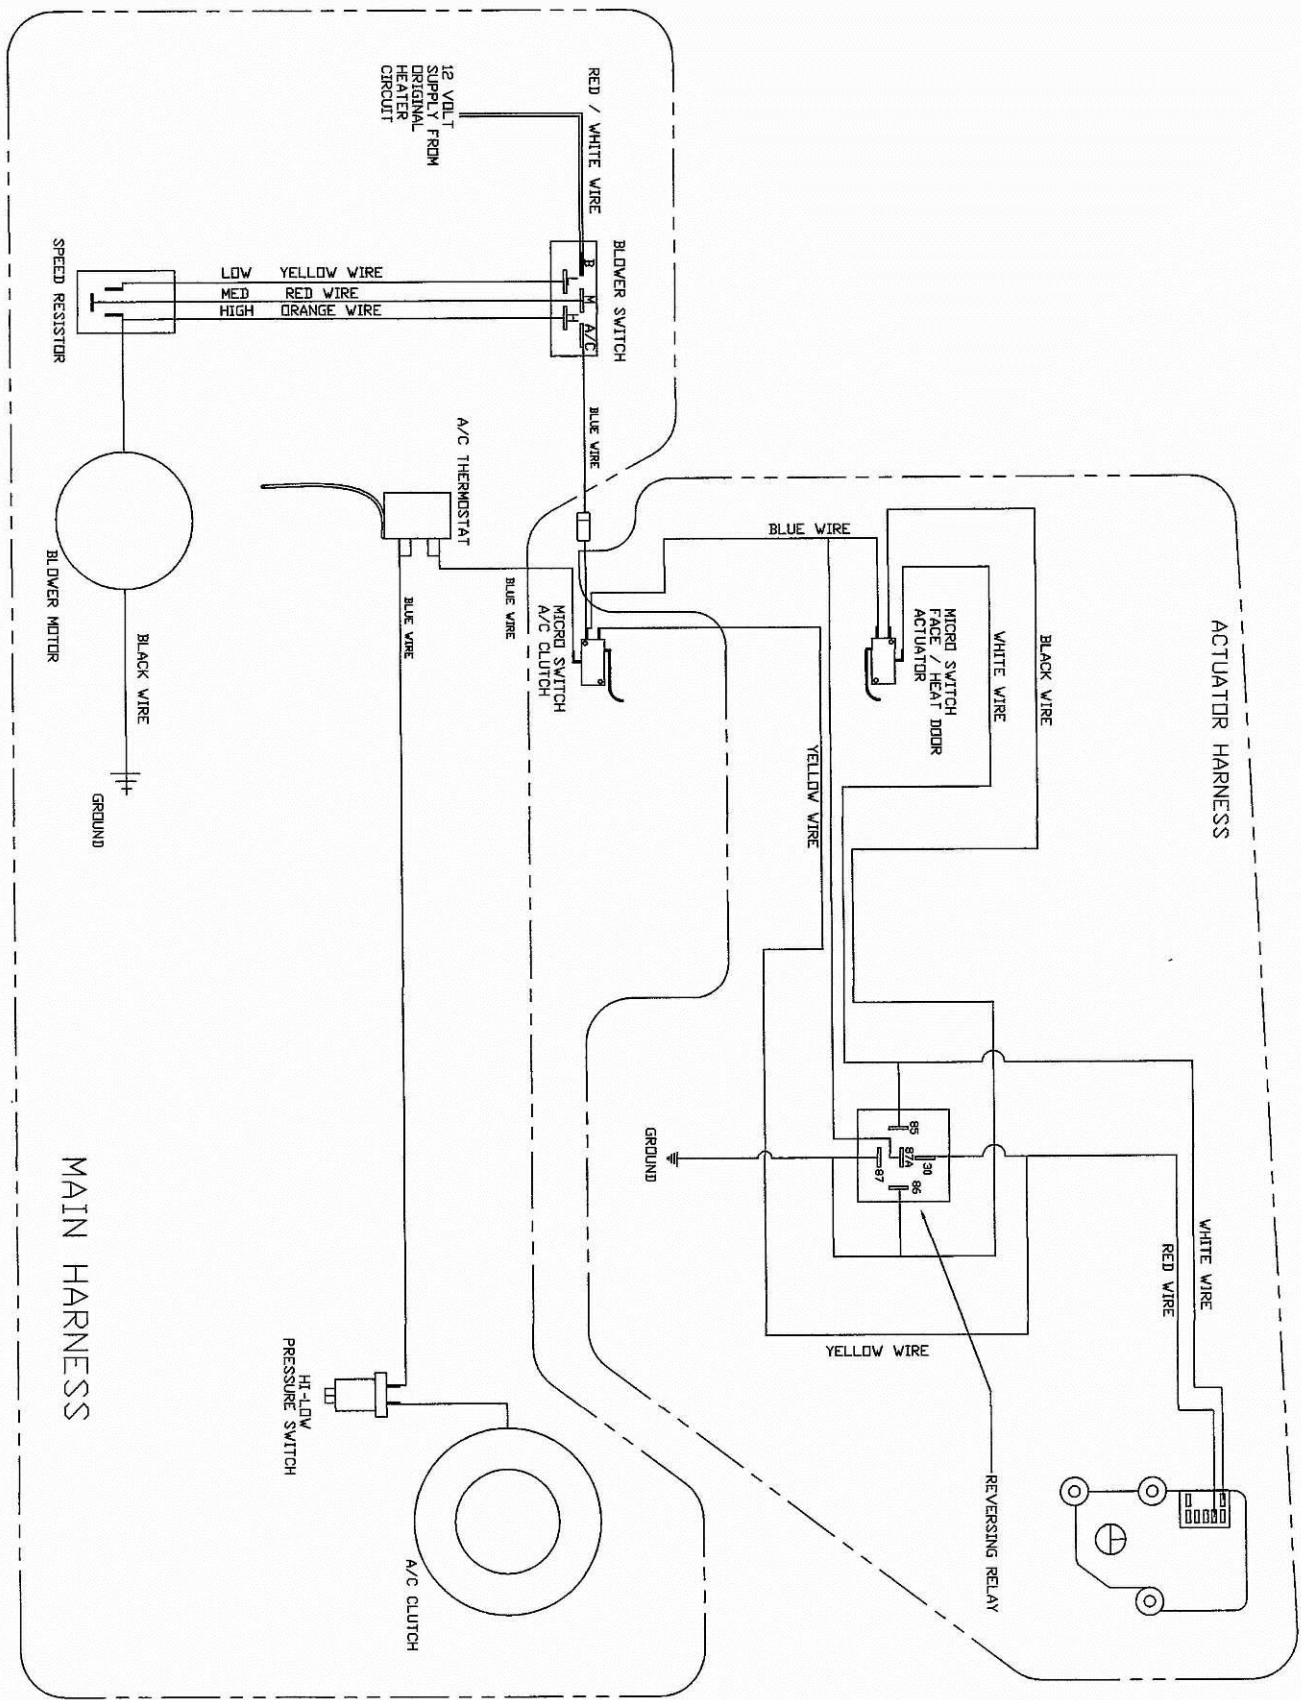 12 VOLT
SUPPLY FROM
ORIGINAL
HEATER
CIRCUIT
RED / WHITE WIRE
BLOWER SWITCH
B
M
A/C
LOW YELLOW WIRE
MED RED WIRE
HIGH ORANGE WIRE
SPEED RESISTOR
BLOWER MOTOR
BLACK WIRE
GROUND
A/C THERMOSTAT
BLUE WIRE
BLUE WIRE
BLUE WIRE
MICRO SWITCH
A/C CLUTCH
BLUE WIRE
MICRO SWITCH
FACE / HEAT DOOR
ACTUATOR
WHITE WIRE
BLACK WIRE
ACTUATOR HARNESS
YELLOW WIRE
GROUND
85
87A
30
87
86
WHITE WIRE
RED WIRE
YELLOW WIRE
REVERSING RELAY
HI-LOW
PRESSURE SWITCH
A/C CLUTCH
MAIN HARNESS